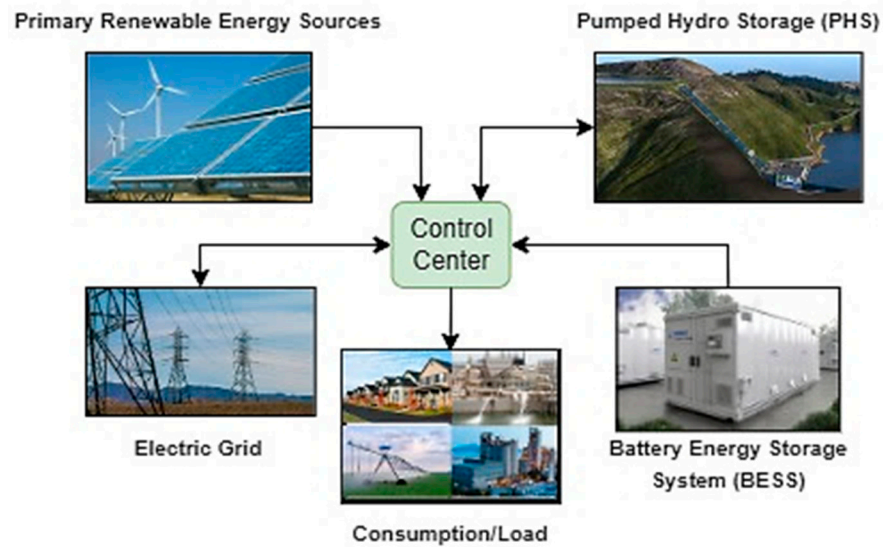 Primary Renewable Energy Sources
Pumped Hydro Storage (PHS)
Control
Center
Electric Grid
Battery Energy Storage
System (BESS)
Consumption/Load